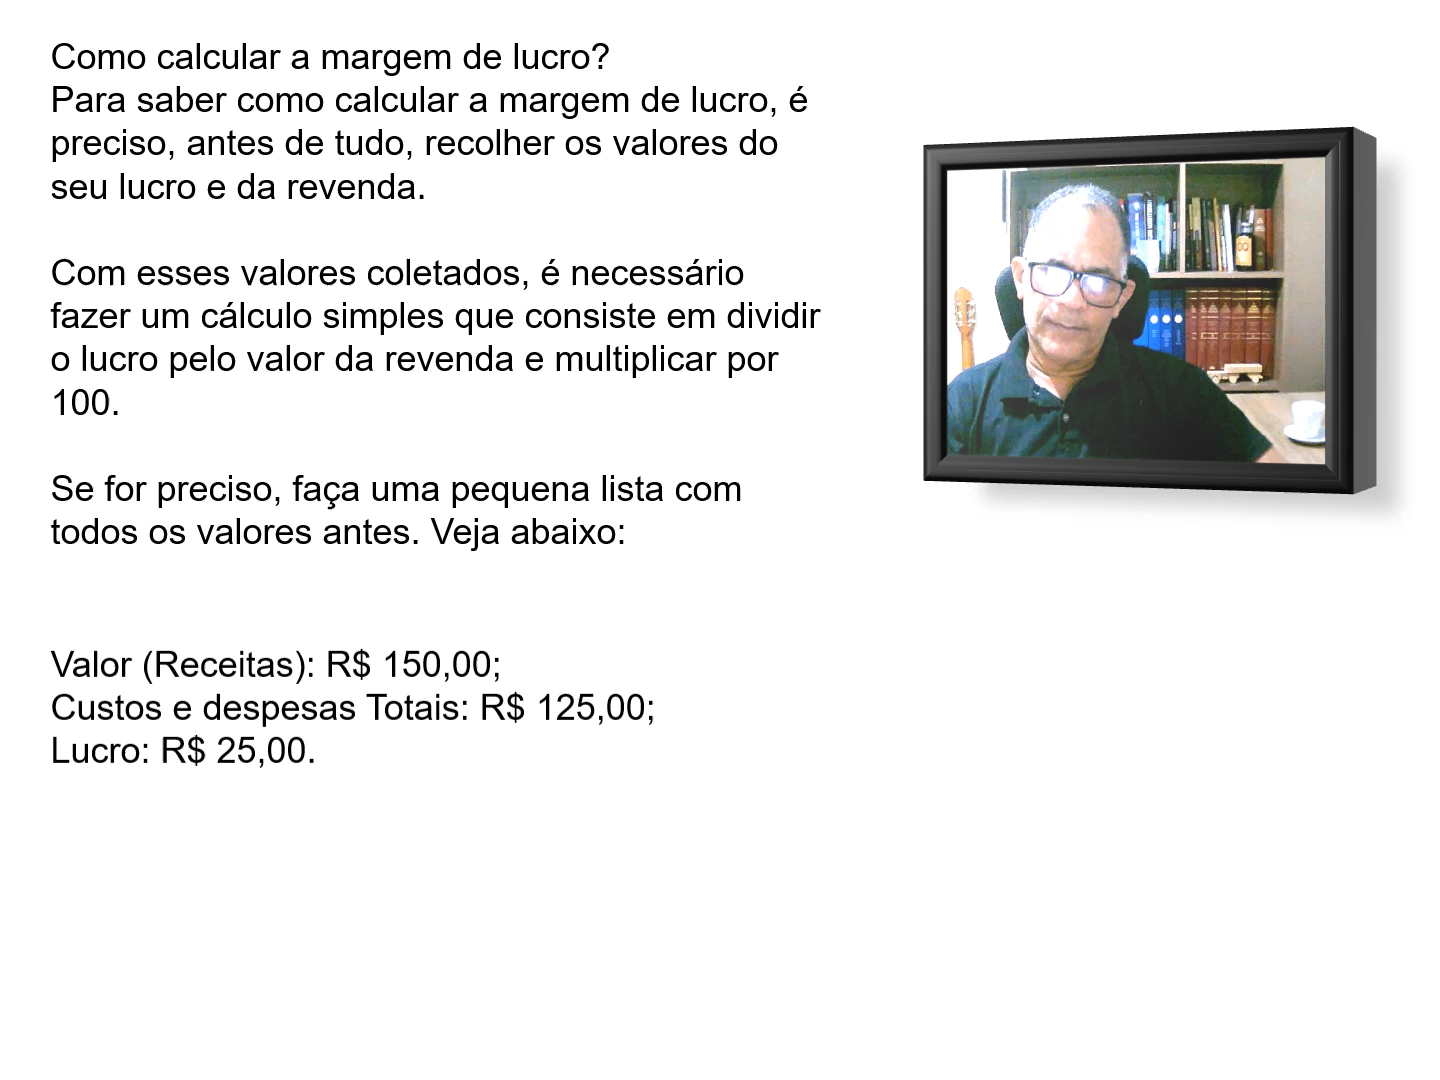 Como calcular a margem de lucro?
Para saber como calcular a margem de lucro, é
preciso, antes de tudo, recolher os valores do
seu lucro e da revenda.
Com esses valores coletados, é necessário
fazer um cálculo simples que consiste em dividir
o lucro pelo valor da revenda e multiplicar por
100.
Se for preciso, faça uma pequena lista com
todos os valores antes. Veja abaixo:
Valor (Receitas): R$ 150,00;
Custos e despesas Totais: R$ 125,00;
Lucro: R$ 25,00.